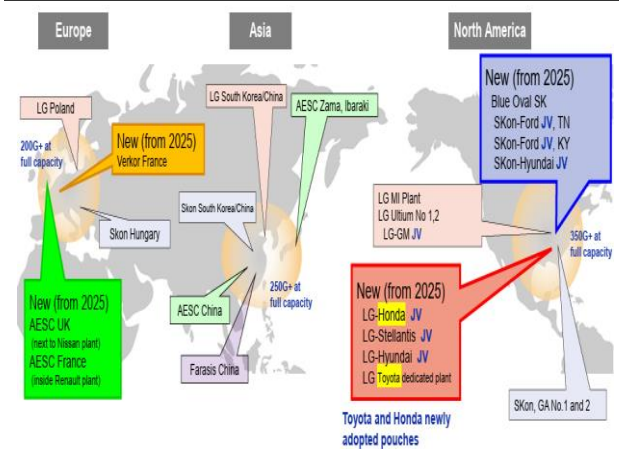 Europe
Asia
North America
LG Poland
200G+ at
full capacity
New (from 2025)
Verkor France
Skon Hungary
New (from 2025)
AESC UK
(next to Nissan plant)
AESC France
(inside Renault plant)
LG South Korea/China
AESC Zama, Ibaraki
Skon South Korea/China
250G+ at
full capacity
AESC China
Farasis China
New (from 2025)
Blue Oval SK
SKon-Ford JV, TN
SKon-Ford JV, KY
SKon-Hyundai JV
LG MI Plant
LG Ultium No 1,2
LG-GM JV
350G+ at
full capacity
New (from 2025)
LG-Honda JV
LG-Stellantis JV
LG-Hyundai JV
LG Toyota dedicated plant
SKon, GA No.1 and 2
Toyota and Honda newly
adopted pouches